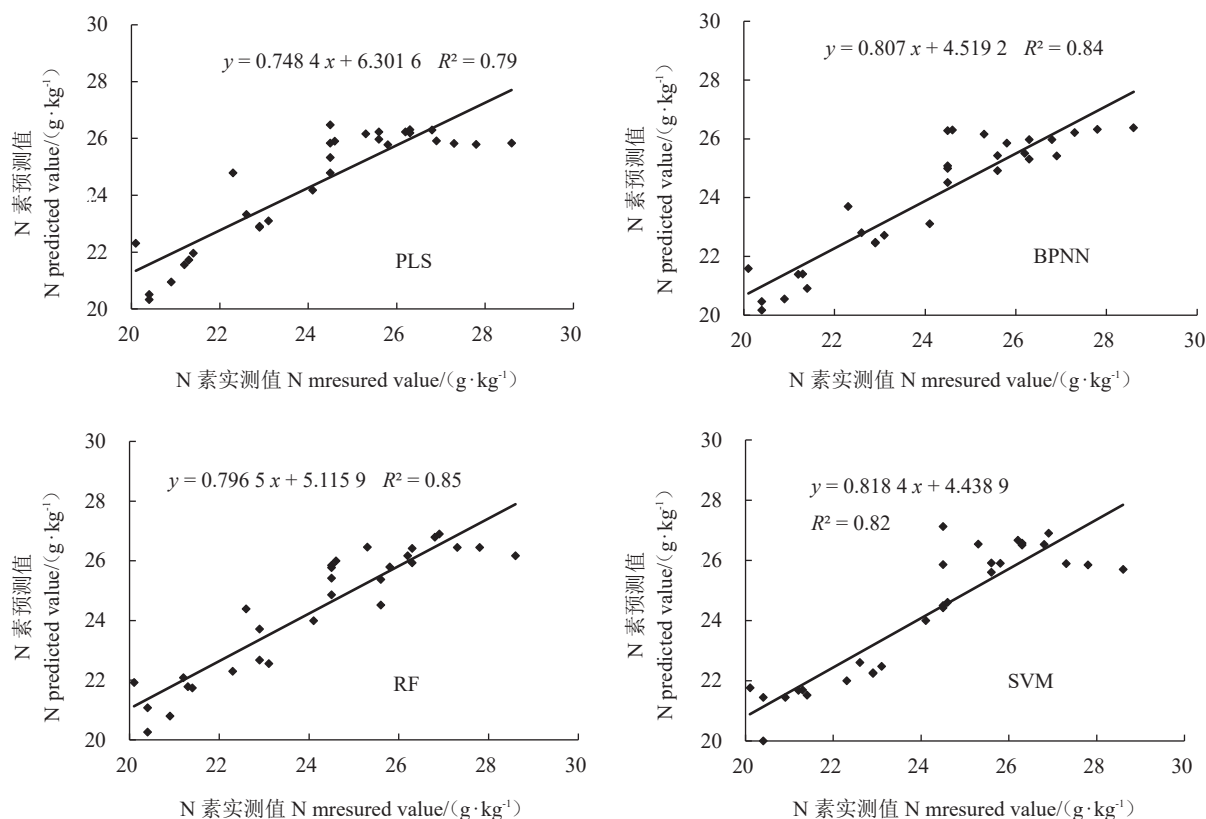 30
28
26
24
22
20
N 素预测值
N predicted value/(g·kg⁻¹)
y = 0.748 4 x + 6.301 6 R² = 0.79
PLS
20 22 24 26 28 30
N 素实测值 N mresured value/(g·kg⁻¹)
30
28
26
24
22
20
N 素预测值
N predicted value/(g·kg⁻¹)
y = 0.807 x + 4.519 2 R² = 0.84
BPNN
20 22 24 26 28 30
N 素实测值 N mresured value/(g·kg⁻¹)
30
28
26
24
22
20
N 素预测值
N predicted value/(g·kg⁻¹)
y = 0.796 5 x + 5.115 9 R² = 0.85
RF
20 22 24 26 28 30
N 素实测值 N mresured value/(g·kg⁻¹)
30
28
26
24
22
20
N 素预测值
N predicted value/(g·kg⁻¹)
y = 0.818 4 x + 4.438 9
R² = 0.82
SVM
20 22 24 26 28 30
N 素实测值 N mresured value/(g·kg⁻¹)